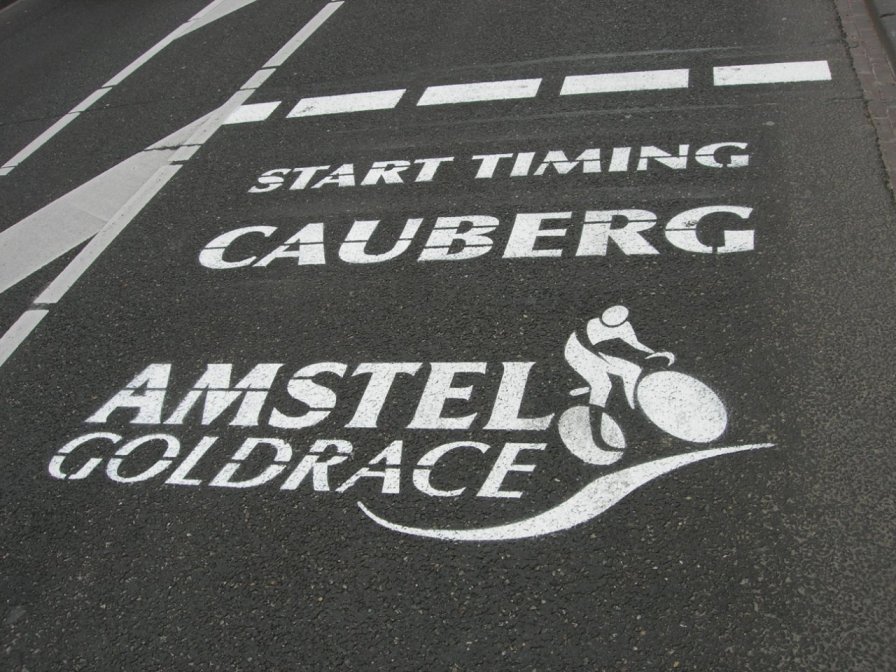 START TIMING
CAUBERG
AMSTEL
GOLDRACE